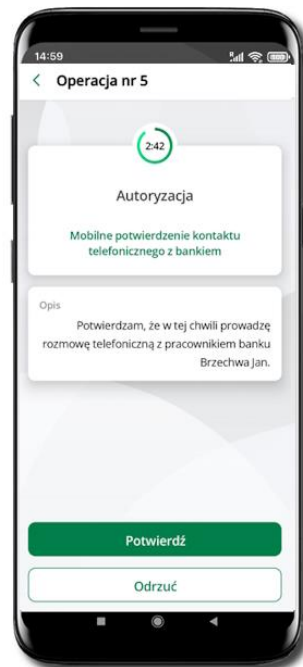 14:59
Operacja nr 5
2:42
Autoryzacja
Mobilne potwierdzenie kontaktu
telefonicznego z bankiem
Opis
Potwierdzam, że w tej chwili prowadzę
rozmowę telefoniczną z pracownikiem banku
Brzechwa Jan.
Potwierdź
Odrzuć